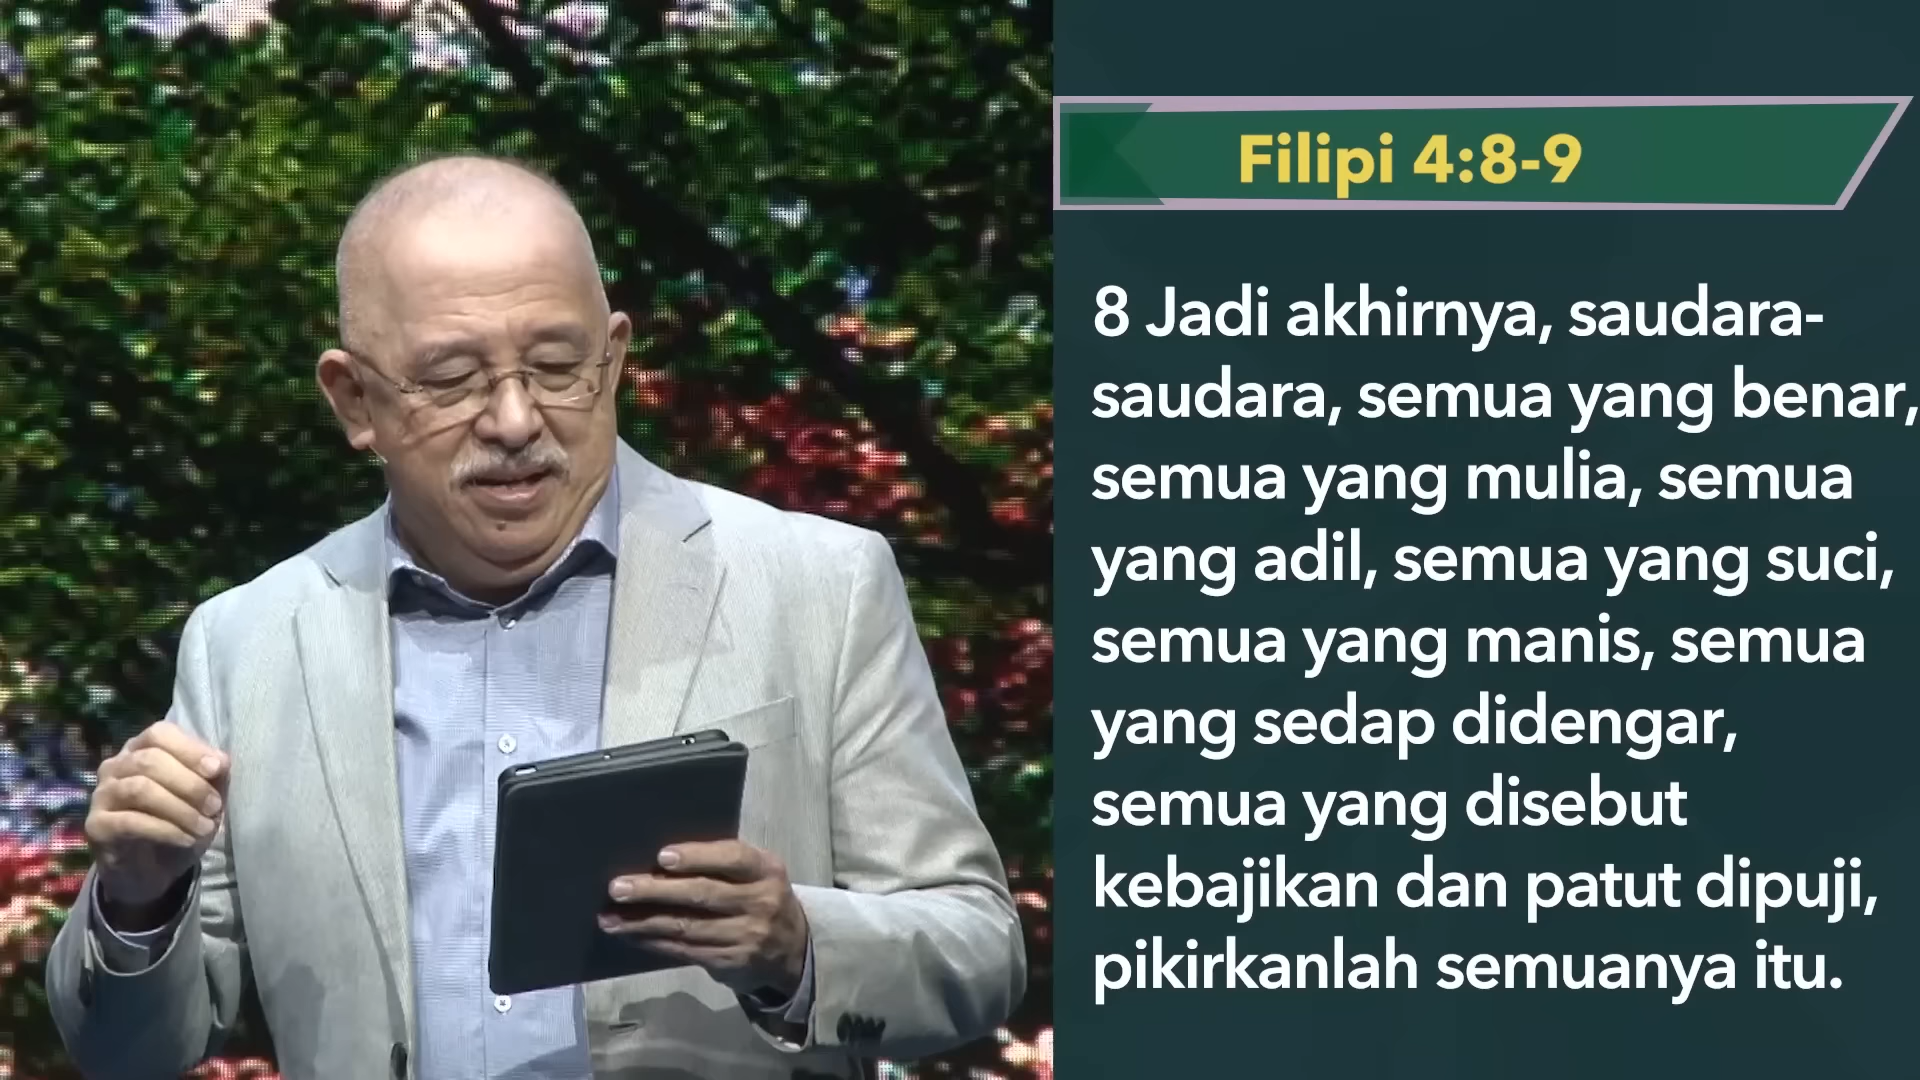 Filipi 4:8-9
8 Jadi akhirnya, saudara-
saudara, semua yang benar,
semua yang mulia, semua
yang adil, semua yang suci,
semua yang manis, semua
yang sedap didengar,
semua yang disebut
kebajikan dan patut dipuji,
pikirkanlah semuanya itu.